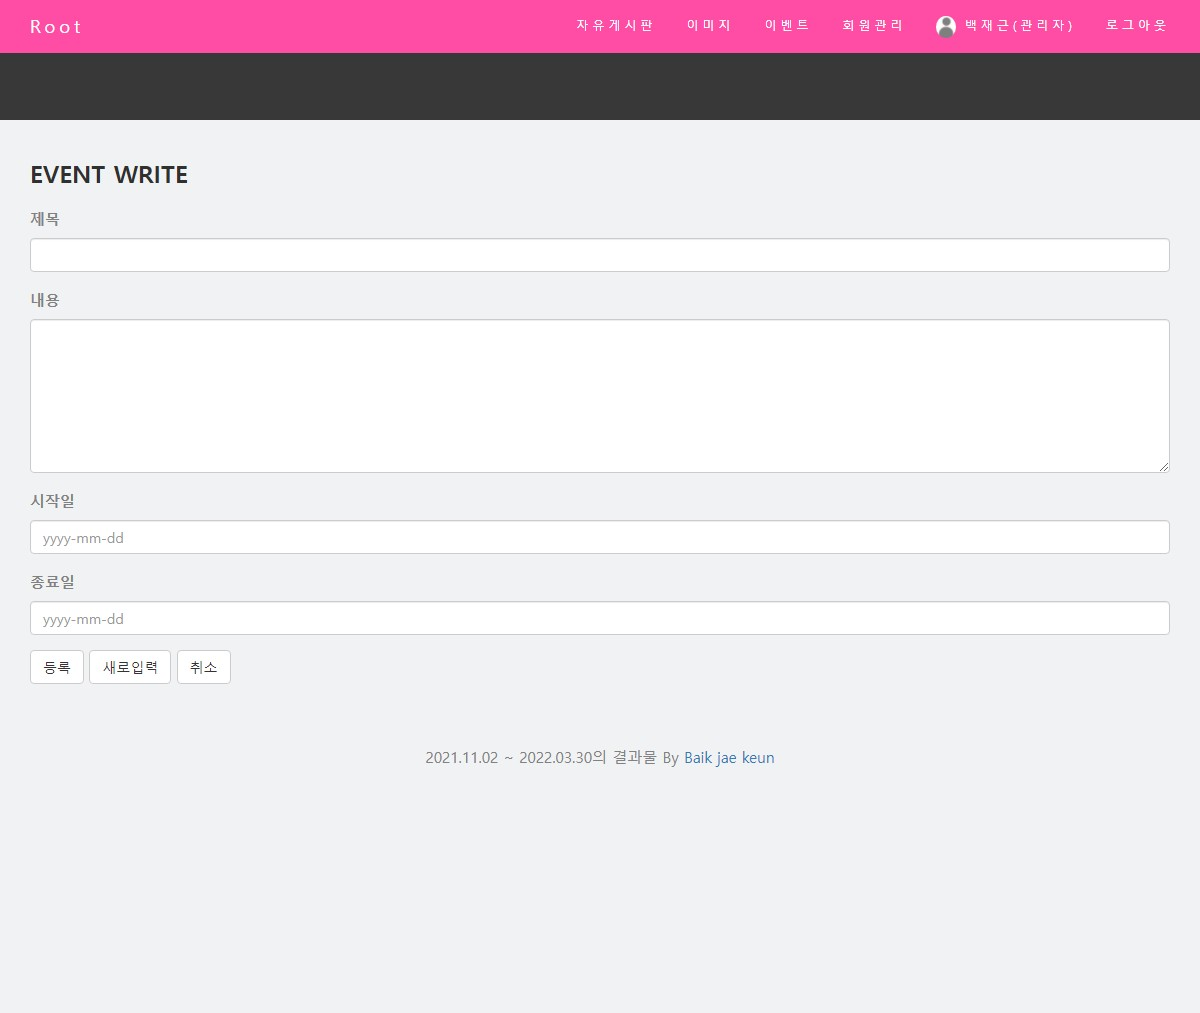 Root 자유게시판 이미지 이벤트 회원관리 백재근(관리자) 로그아웃
EVENT WRITE
제목
내용
시작일
yyyy-mm-dd
종료일
yyyy-mm-dd
등록 새로입력 취소
2021.11.02 ~ 2022.03.30의 결과물 By Baik jae keun